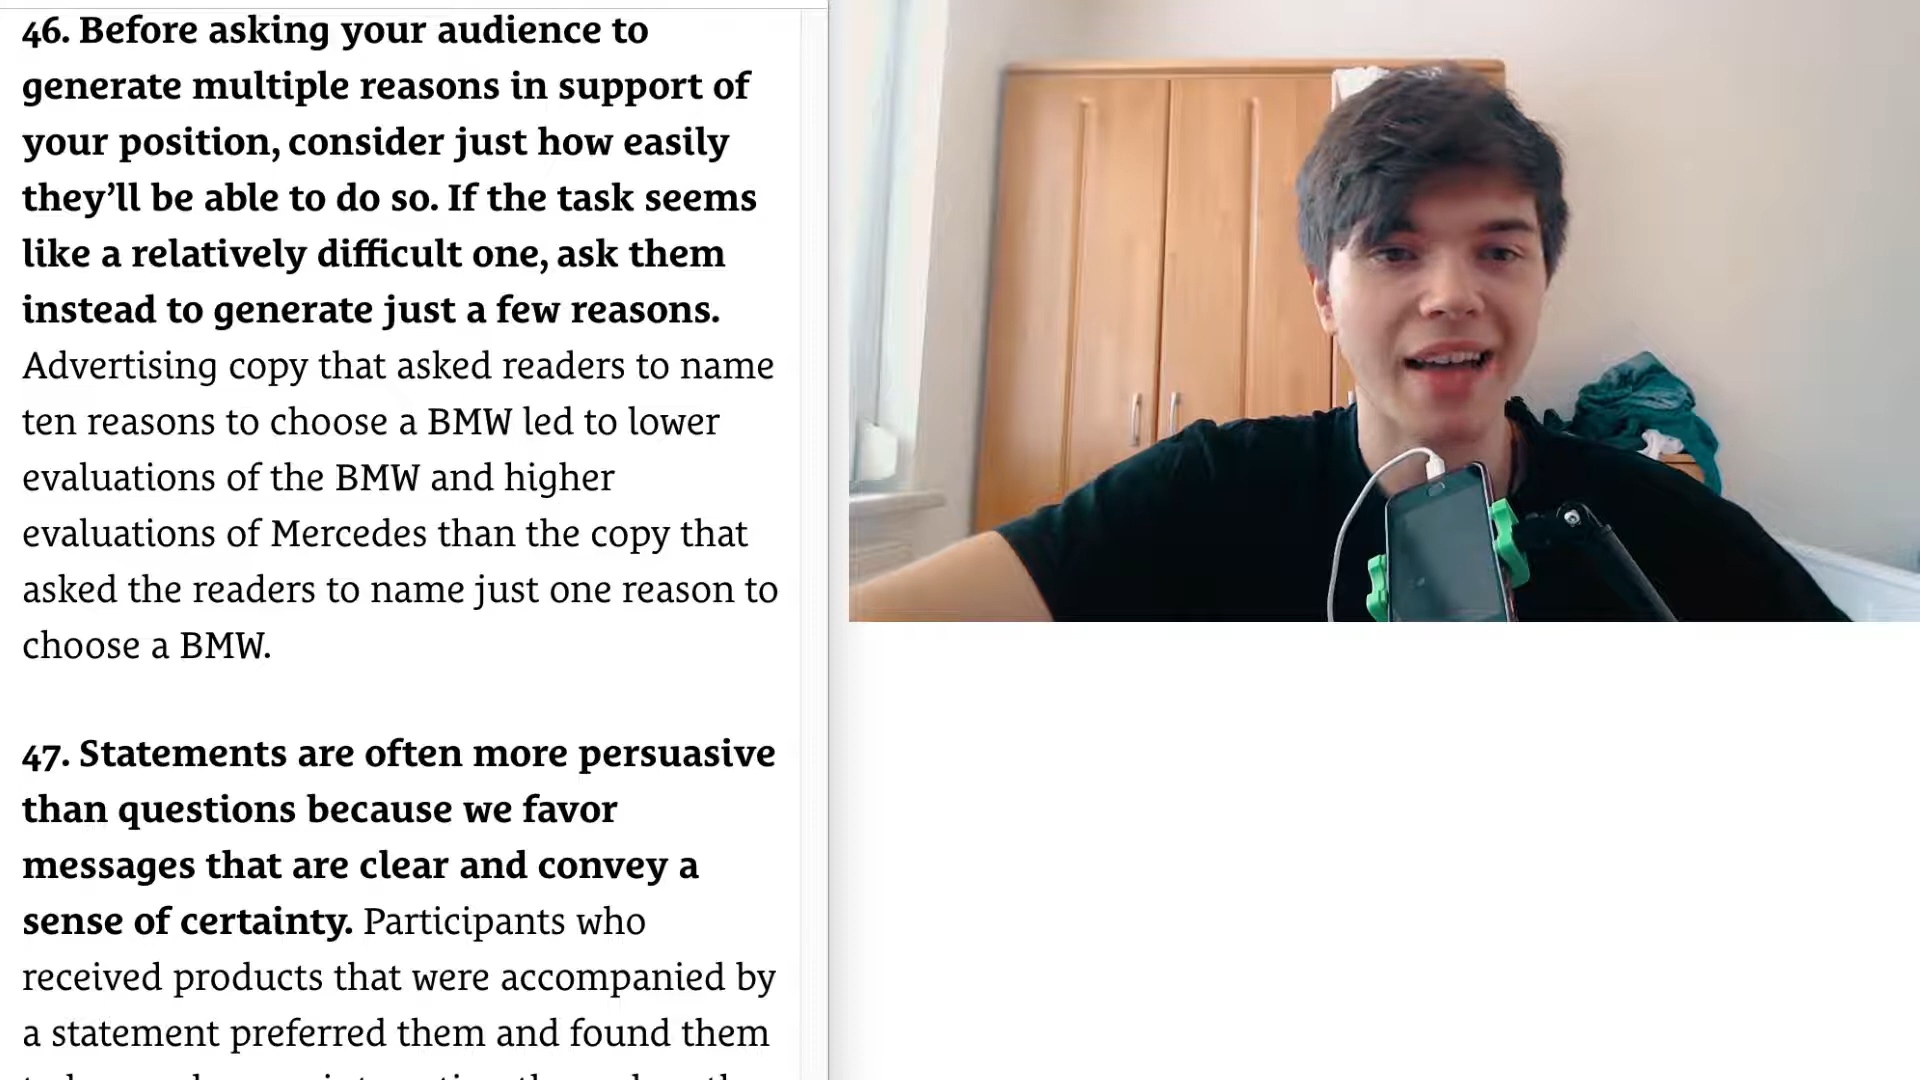 46. Before asking your audience to
generate multiple reasons in support of
your position, consider just how easily
they’ll be able to do so. If the task seems
like a relatively difficult one, ask them
instead to generate just a few reasons.
Advertising copy that asked readers to name
ten reasons to choose a BMW led to lower
evaluations of the BMW and higher
evaluations of Mercedes than the copy that
asked the readers to name just one reason to
choose a BMW.
47. Statements are often more persuasive
than questions because we favor
messages that are clear and convey a
sense of certainty. Participants who
received products that were accompanied by
a statement preferred them and found them